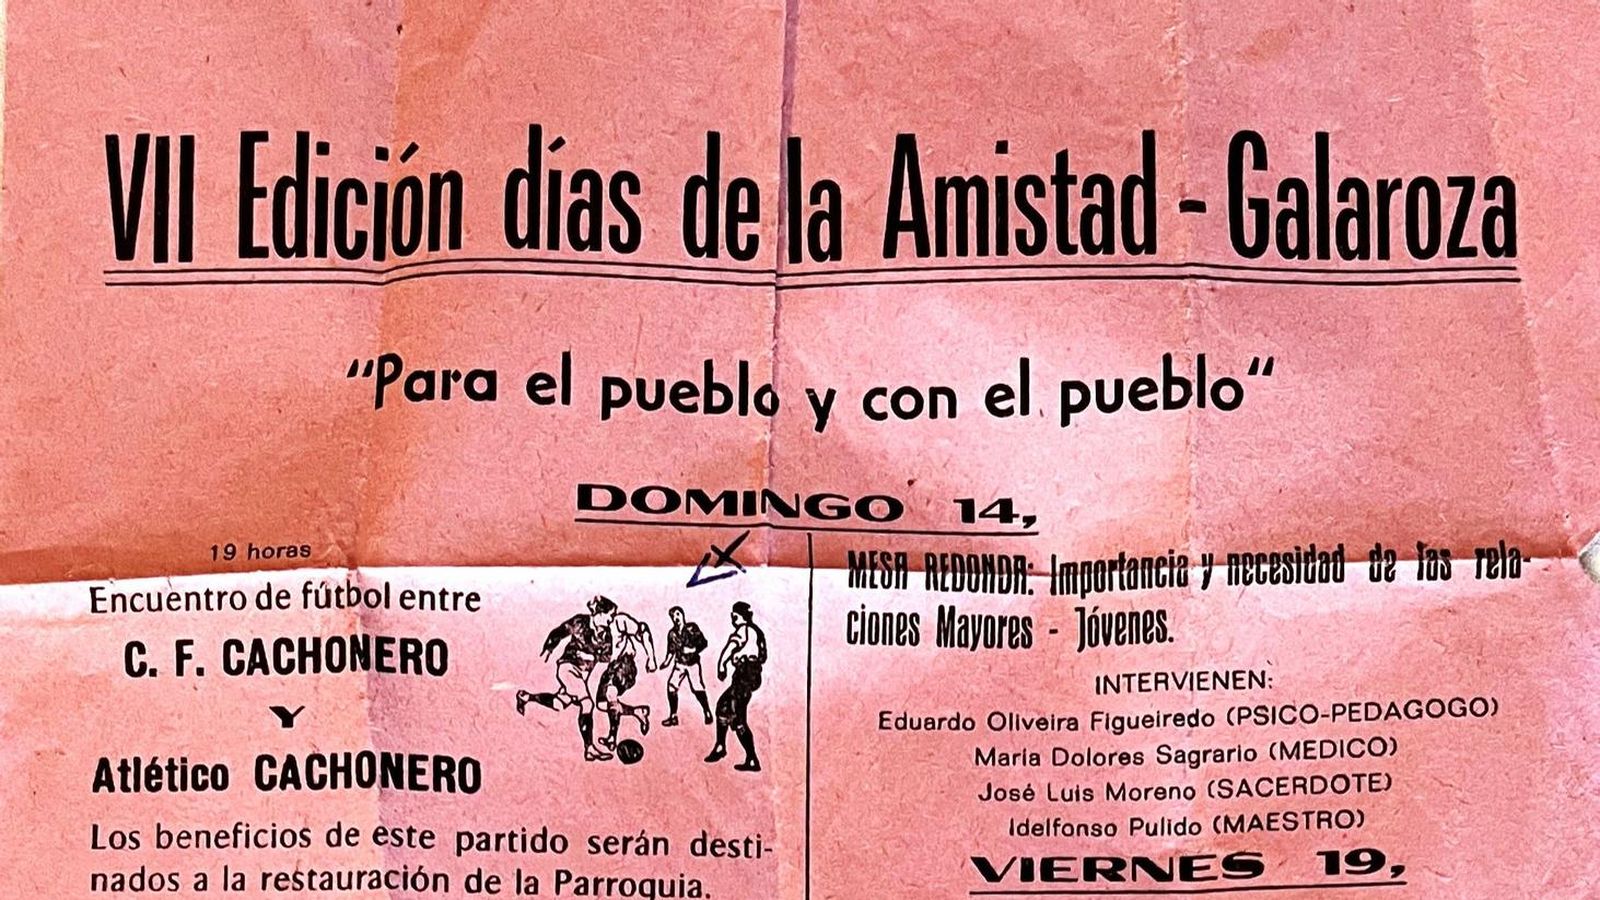 VII Edición días de la Amistad - Galaroza
"Para el pueblo y con el pueblo"
DOMINGO 14,
19 horas
Encuentro de fútbol entre
C. F. CACHONERO
Y
Atlético CACHONERO
Los beneficios de este partido serán desti-
nados a la restauración de la Parroquia.
MESA REDONDA: Importancia y necesidad de las rela-
ciones Mayores - Jóvenes.
INTERVIENEN:
Eduardo Oliveira Figueiredo (PSICO-PEDAGOGO)
Maria Dolores Sagrario (MEDICO)
José Luis Moreno (SACERDOTE)
Idelfonso Pulido (MAESTRO)
VIERNES 19,